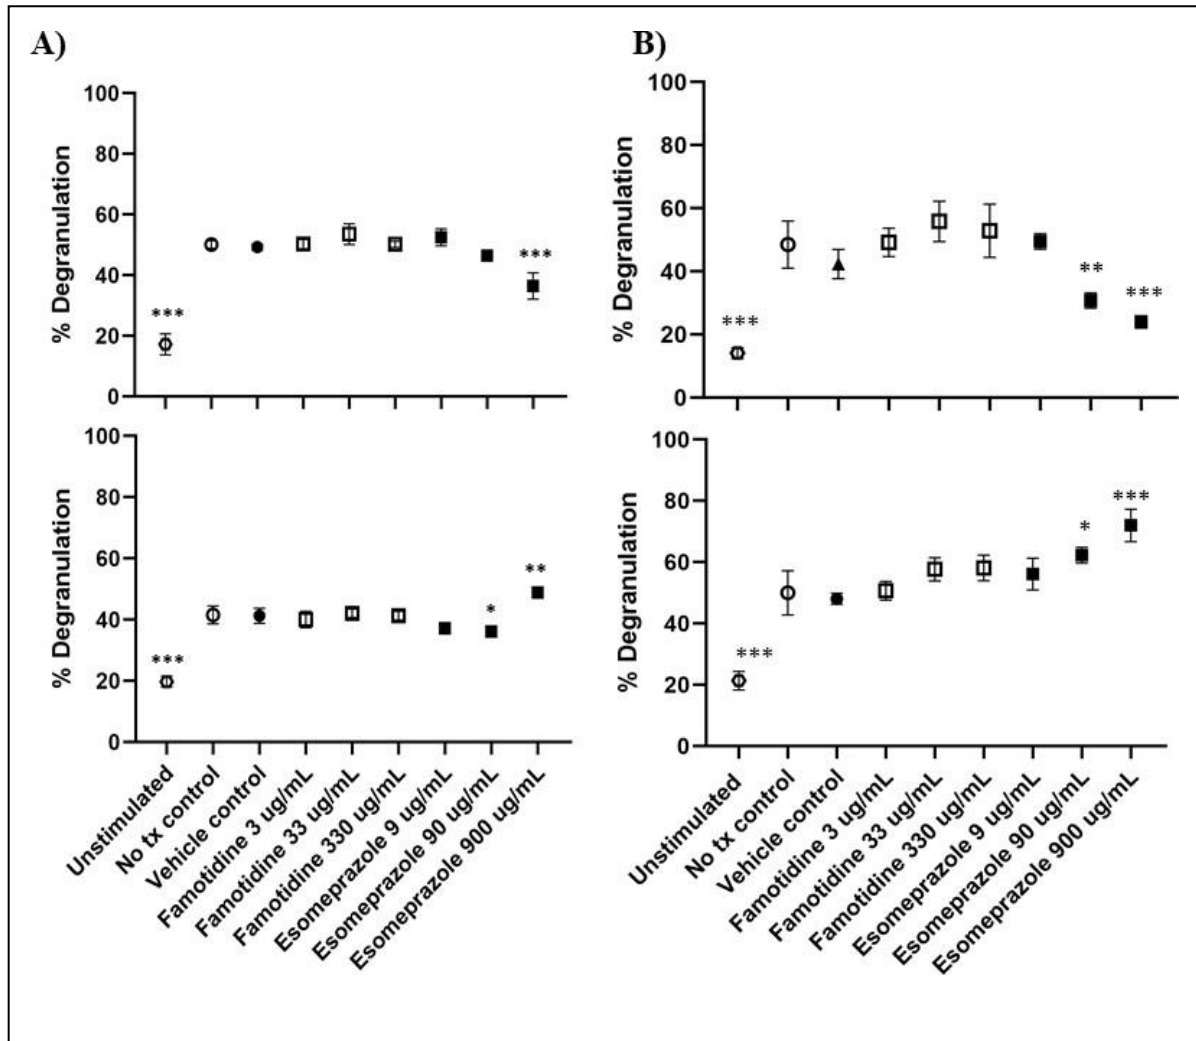 A)
B)
% Degranulation
100
80
60
40
20
0
***
***
% Degranulation
100
80
60
40
20
0
***
**
***
% Degranulation
100
80
60
40
20
0
***
*
**
% Degranulation
100
80
60
40
20
0
***
*
***
Unstimulated
No tx control
Vehicle control
Famotidine 3 ug/mL
Famotidine 33 ug/mL
Famotidine 330 ug/mL
Esomeprazole 9 ug/mL
Esomeprazole 90 ug/mL
Esomeprazole 900 ug/mL
Unstimulated
No tx control
Vehicle control
Famotidine 3 ug/mL
Famotidine 33 ug/mL
Famotidine 330 ug/mL
Esomeprazole 9 ug/mL
Esomeprazole 90 ug/mL
Esomeprazole 900 ug/mL